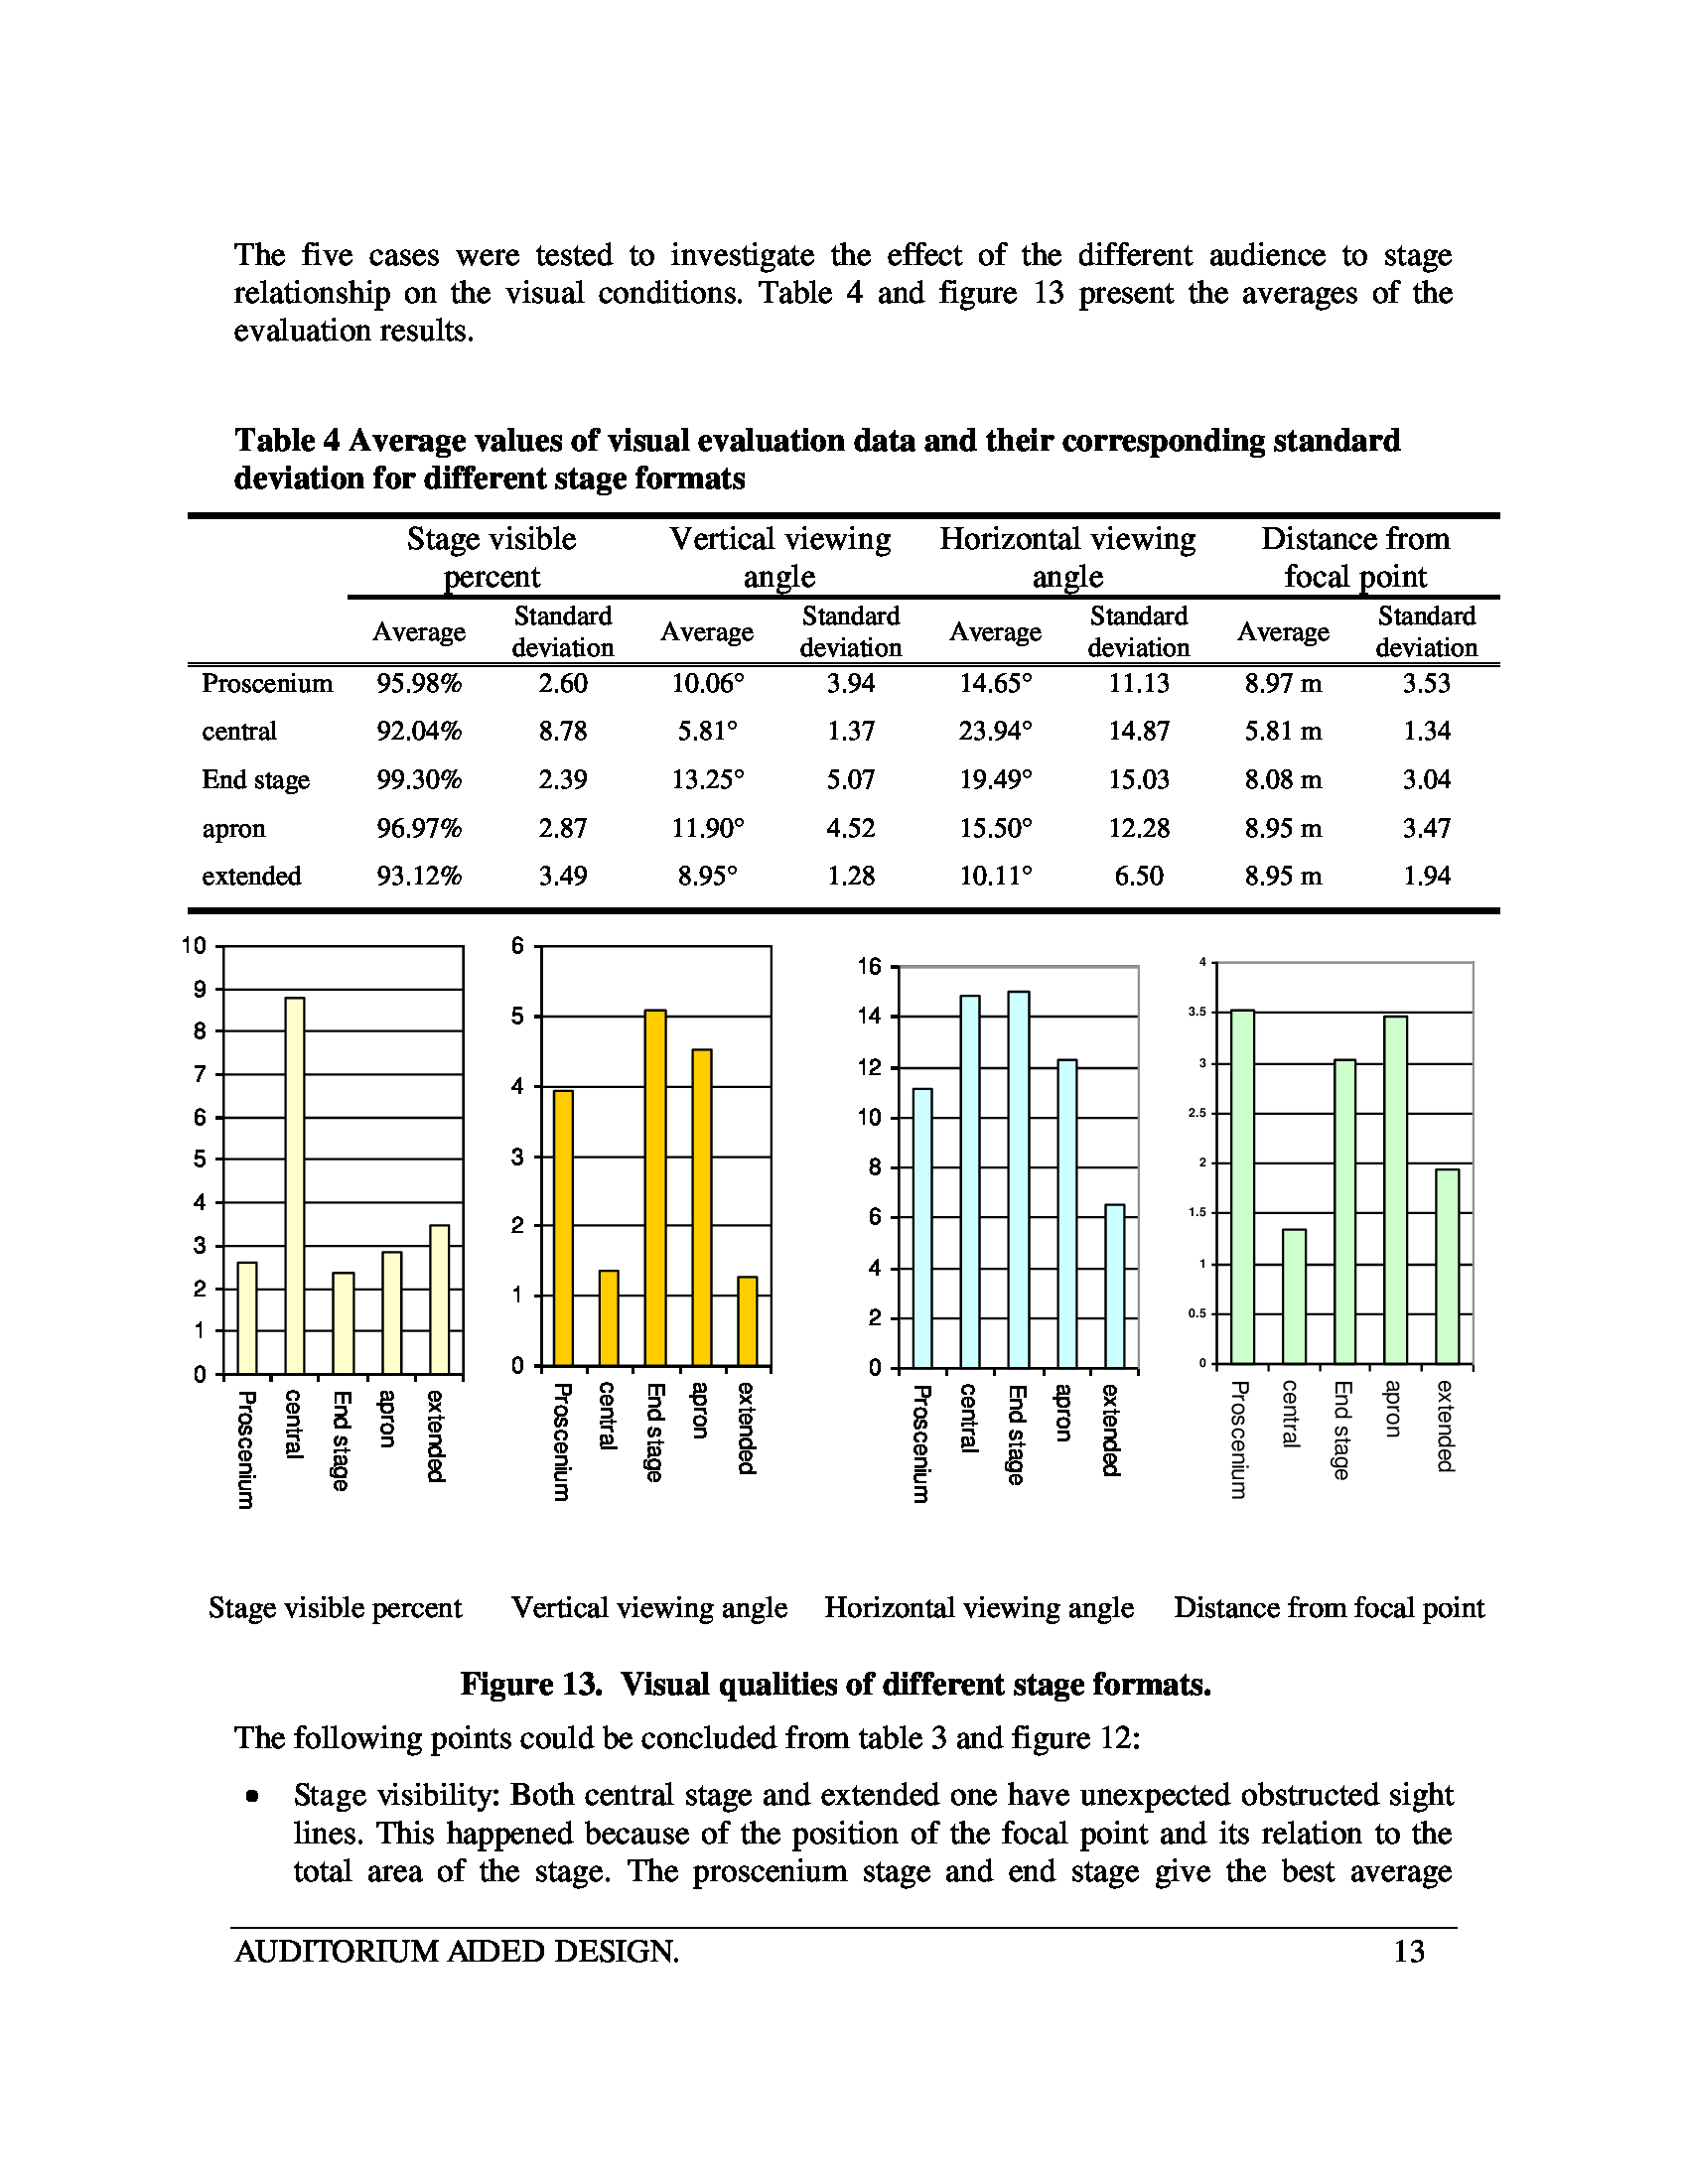 The five cases were tested to investigate the effect of the different audience to stage
relationship on the visual conditions. Table 4 and figure 13 present the averages of the
evaluation results.
Table 4 Average values of visual evaluation data and their corresponding standard
deviation for different stage formats
Stage visible percent Vertical viewing angle Horizontal viewing angle Distance from focal point
Average Standard deviation Average Standard deviation Average Standard deviation Average Standard deviation
Proscenium 95.98% 2.60 10.06° 3.94 14.65° 11.13 8.97 m 3.53
central 92.04% 8.78 5.81° 1.37 23.94° 14.87 5.81 m 1.34
End stage 99.30% 2.39 13.25° 5.07 19.49° 15.03 8.08 m 3.04
apron 96.97% 2.87 11.90° 4.52 15.50° 12.28 8.95 m 3.47
extended 93.12% 3.49 8.95° 1.28 10.11° 6.50 8.95 m 1.94
10
9
8
7
6
5
4
3
2
1
0
Proscenium
central
End stage
apron
extended
6
5
4
3
2
1
0
Proscenium
central
End stage
apron
extended
16
14
12
10
8
6
4
2
0
Proscenium
central
End stage
apron
extended
4
3.5
3
2.5
2
1.5
1
0.5
0
Proscenium
central
End stage
apron
extended
Stage visible percent Vertical viewing angle Horizontal viewing angle Distance from focal point
Figure 13. Visual qualities of different stage formats.
The following points could be concluded from table 3 and figure 12:
• Stage visibility: Both central stage and extended one have unexpected obstructed sight
lines. This happened because of the position of the focal point and its relation to the
total area of the stage. The proscenium stage and end stage give the best average
AUDITORIUM AIDED DESIGN. 13